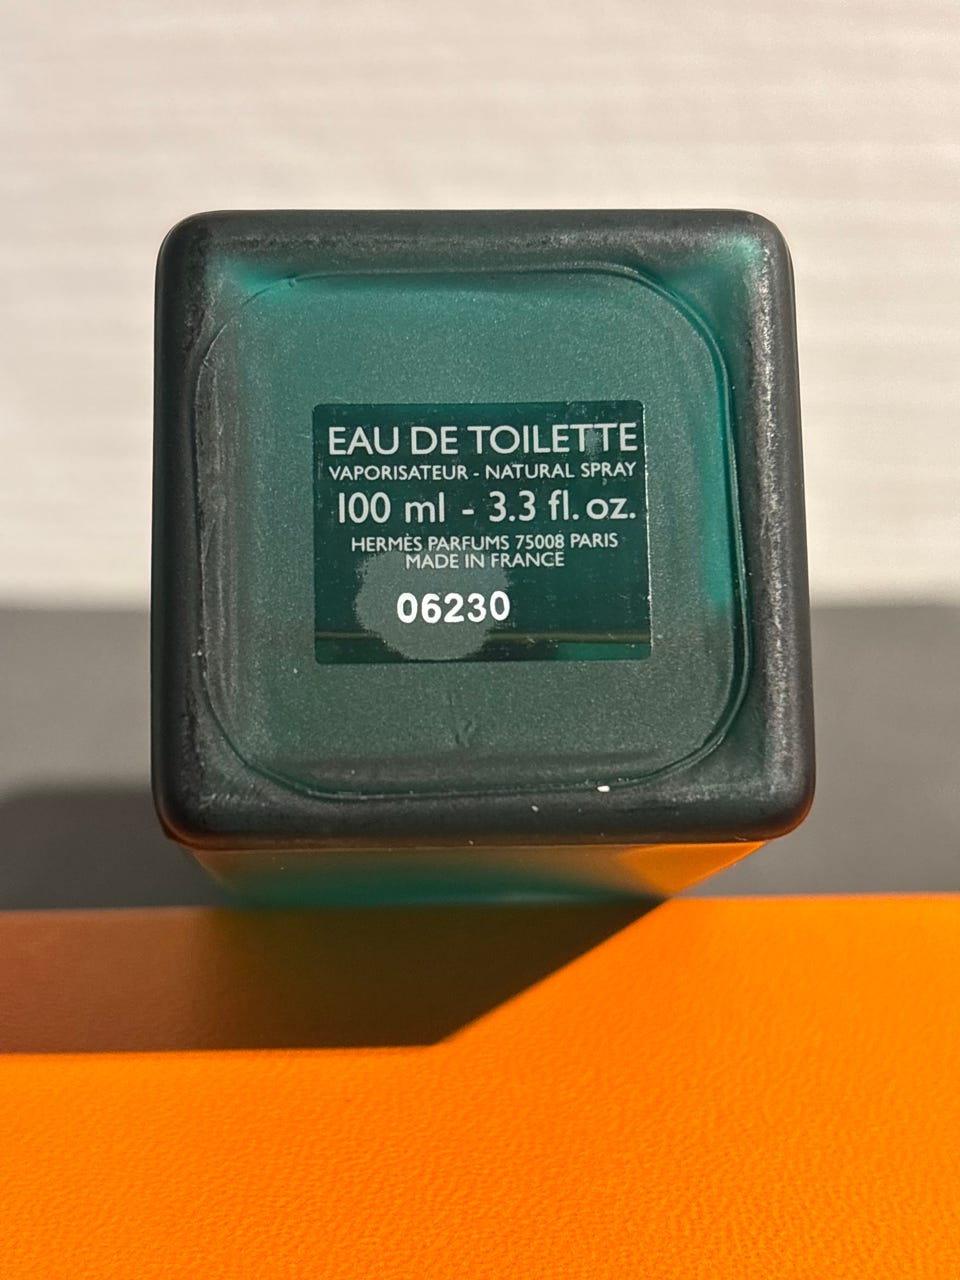 EAU DE TOILETTE
VAPORISATEUR - NATURAL SPRAY
100 ml - 3.3 fl. oz.
HERMÈS PARFUMS 75008 PARIS
MADE IN FRANCE
06230